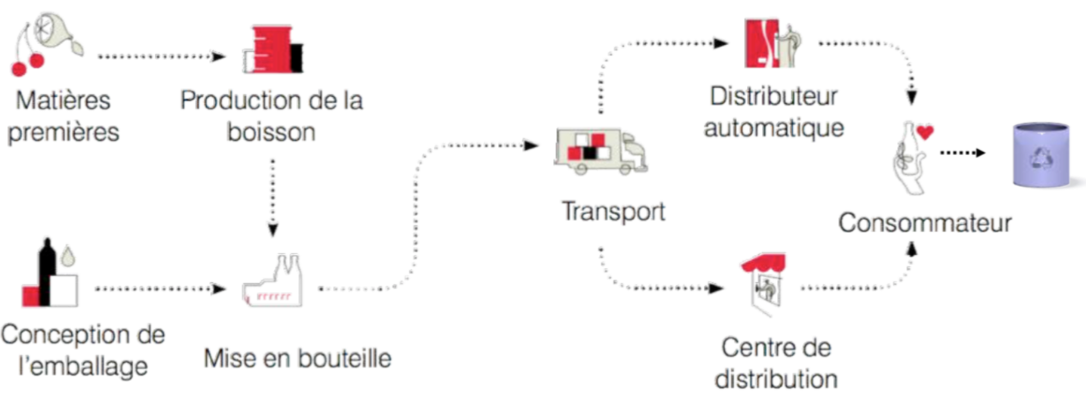 Matières
premières
Production de la
boisson
Conception de
l'emballage
Mise en bouteille
Transport
Distributeur
automatique
Centre de
distribution
Consommateur